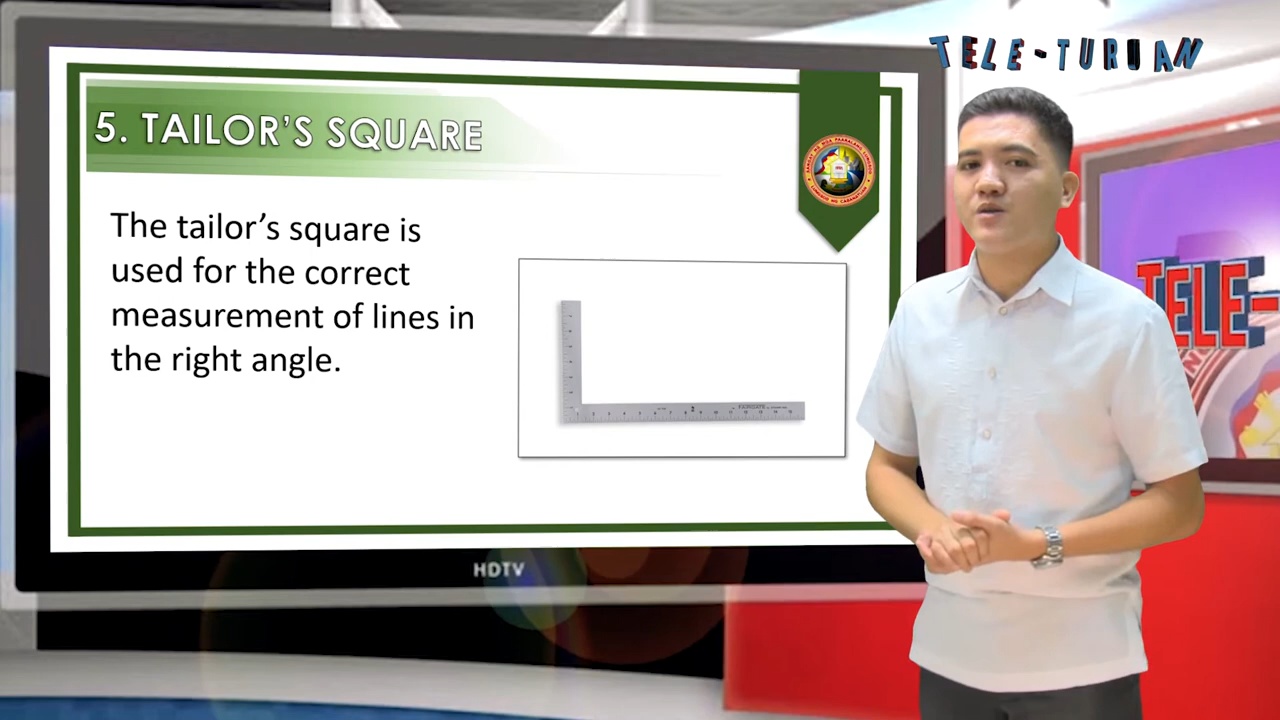 TELE-TURUAN
5. TAILOR'S SQUARE
The tailor's square is
used for the correct
measurement of lines in
the right angle.
TELE-
HDTV